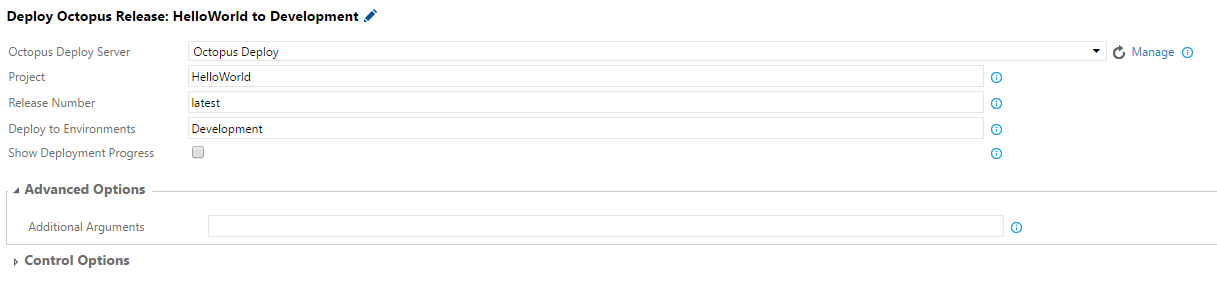 Deploy Octopus Release: HelloWorld to Development
Octopus Deploy Server Octopus Deploy Manage
Project HelloWorld
Release Number latest
Deploy to Environments Development
Show Deployment Progress
Advanced Options
Additional Arguments
Control Options